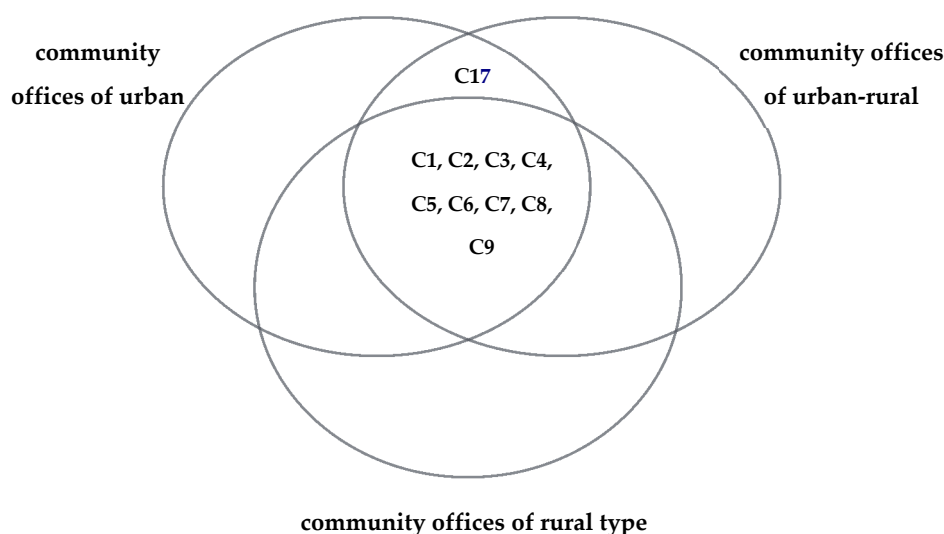 community
offices of urban
community offices
of urban-rural
C17
C1, C2, C3, C4,
C5, C6, C7, C8,
C9
community offices of rural type